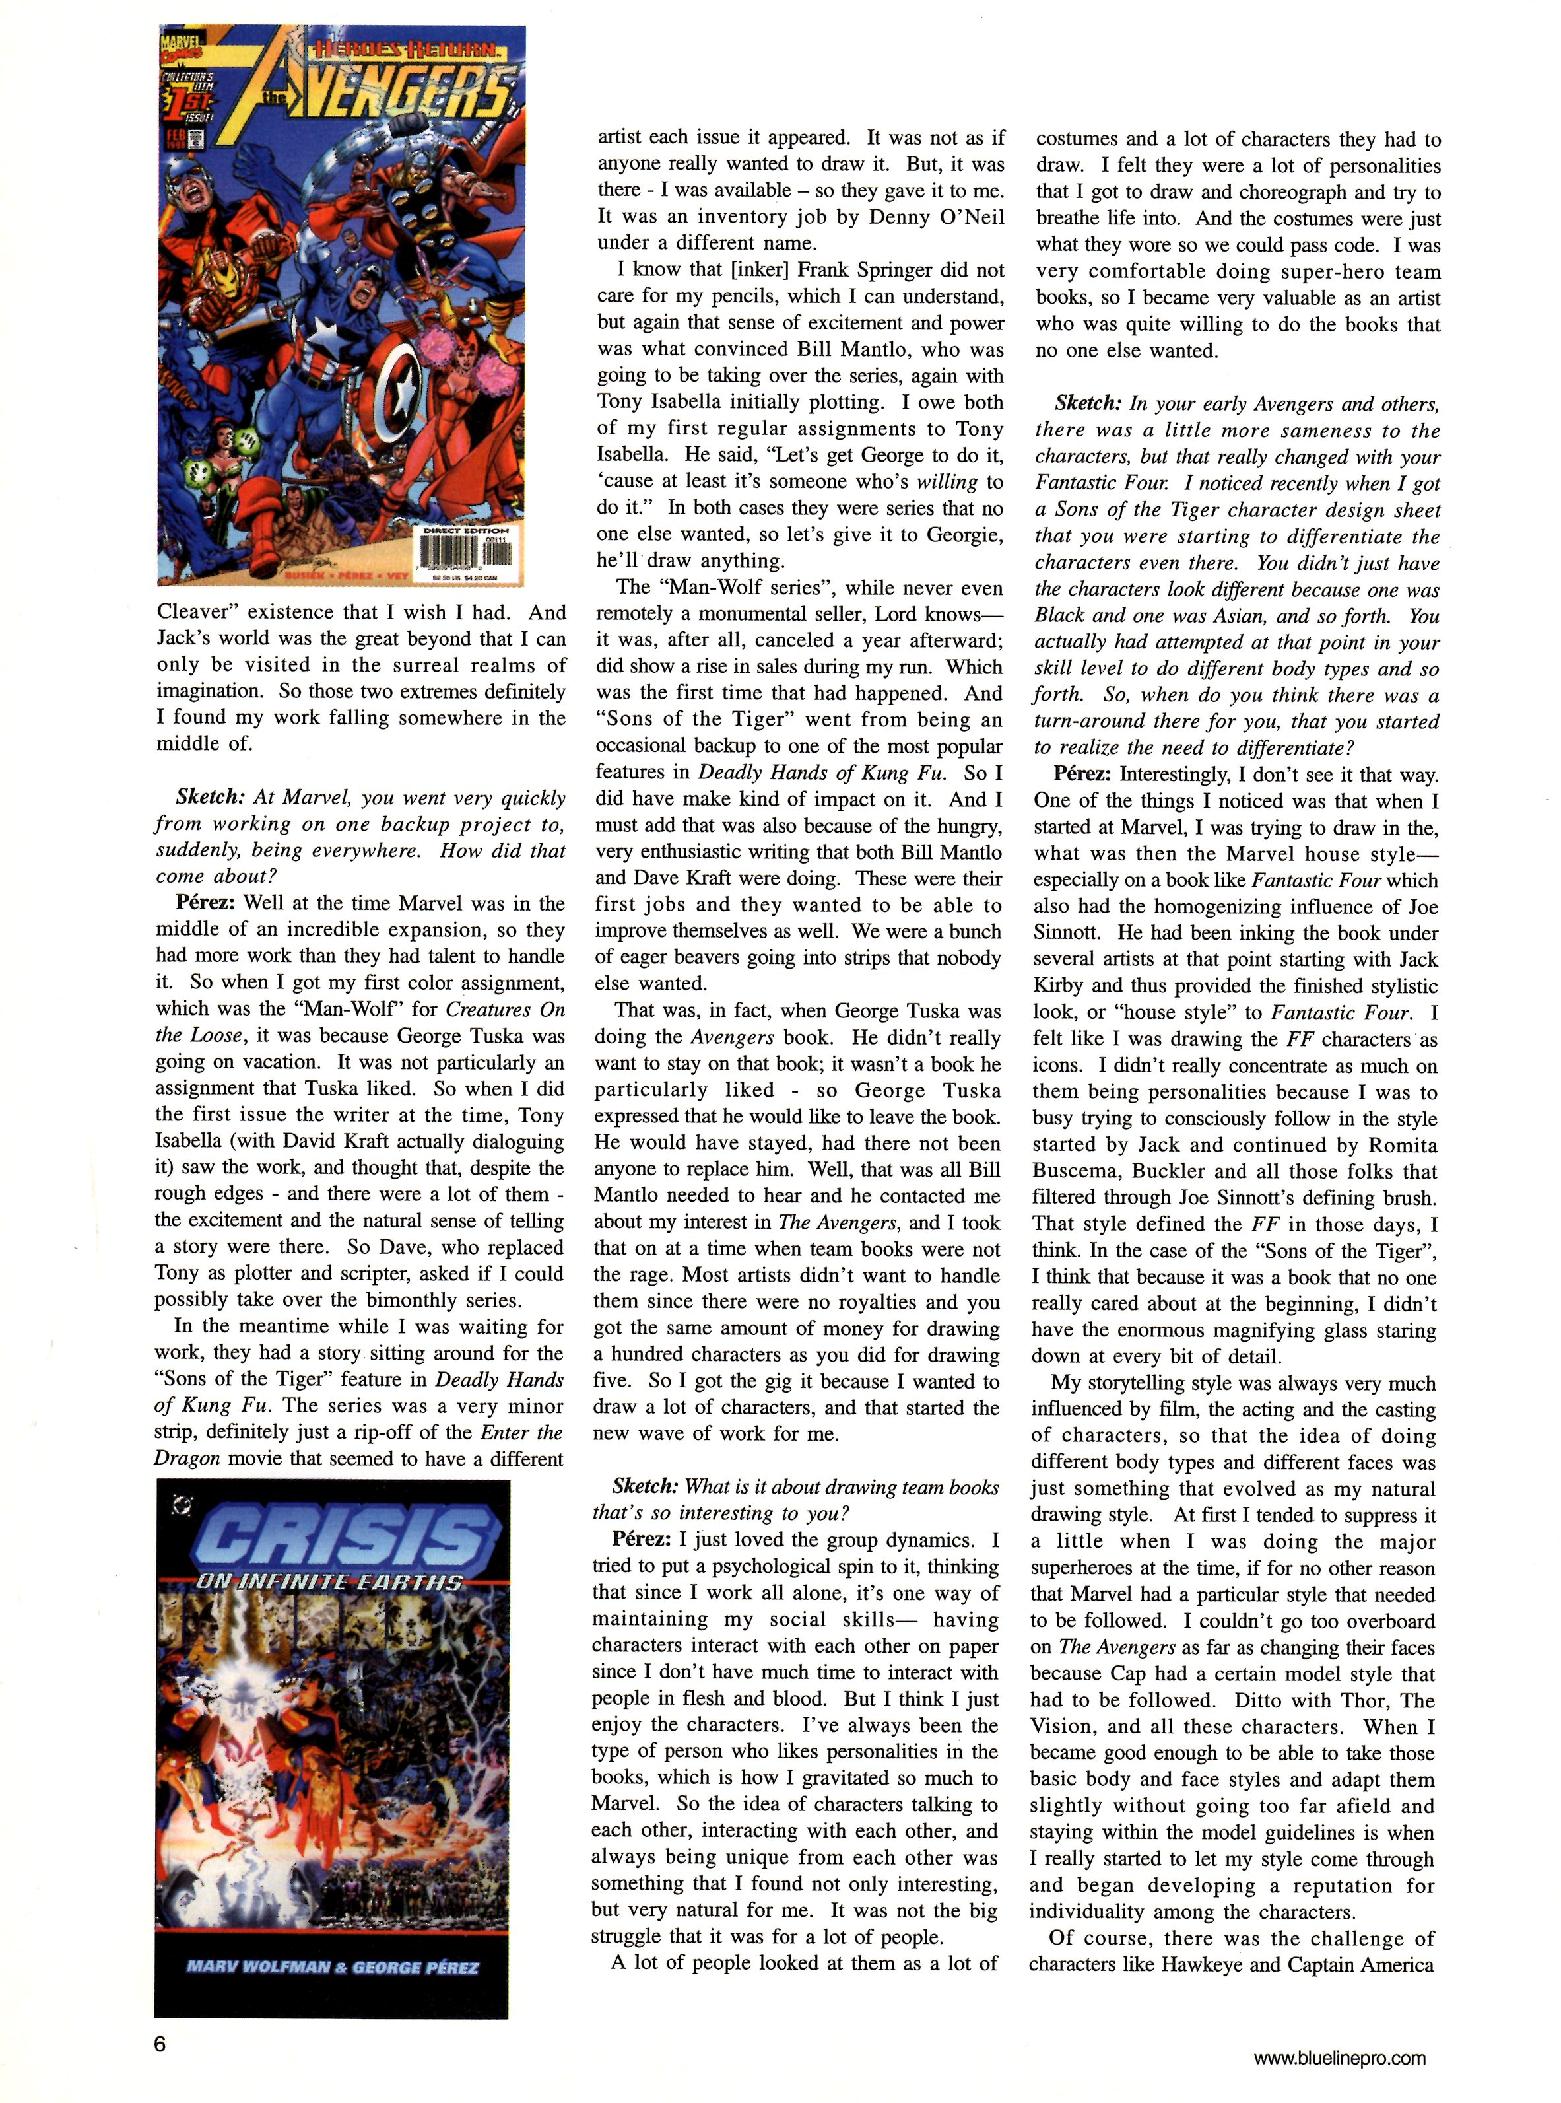 MARVEL
COMICS
COLLECTOR'S
ITEM
1ST
ISSUE!
FEB
HEROES RETURN
the AVENGERS
DIRECT EDITION
BUSIEK • PÉREZ • VEY
Cleaver” existence that I wish I had. And
Jack's world was the great beyond that I can
only be visited in the surreal realms of
imagination. So those two extremes definitely
I found my work falling somewhere in the
middle of.
Sketch: At Marvel, you went very quickly
from working on one backup project to,
suddenly, being everywhere. How did that
come about?
Pérez: Well at the time Marvel was in the
middle of an incredible expansion, so they
had more work than they had talent to handle
it. So when I got my first color assignment,
which was the “Man-Wolf” for Creatures On
the Loose, it was because George Tuska was
going on vacation. It was not particularly an
assignment that Tuska liked. So when I did
the first issue the writer at the time, Tony
Isabella (with David Kraft actually dialoguing
it) saw the work, and thought that, despite the
rough edges - and there were a lot of them -
the excitement and the natural sense of telling
a story were there. So Dave, who replaced
Tony as plotter and scripter, asked if I could
possibly take over the bimonthly series.
In the meantime while I was waiting for
work, they had a story sitting around for the
“Sons of the Tiger” feature in Deadly Hands
of Kung Fu. The series was a very minor
strip, definitely just a rip-off of the Enter the
Dragon movie that seemed to have a different
CRISIS
ON INFINITE EARTHS
MARV WOLFMAN & GEORGE PÉREZ
artist each issue it appeared. It was not as if
anyone really wanted to draw it. But, it was
there - I was available – so they gave it to me.
It was an inventory job by Denny O'Neil
under a different name.
I know that [inker] Frank Springer did not
care for my pencils, which I can understand,
but again that sense of excitement and power
was what convinced Bill Mantlo, who was
going to be taking over the series, again with
Tony Isabella initially plotting. I owe both
of my first regular assignments to Tony
Isabella. He said, “Let's get George to do it,
‘cause at least it's someone who's willing to
do it.” In both cases they were series that no
one else wanted, so let's give it to Georgie,
he'll draw anything.
The “Man-Wolf series”, while never even
remotely a monumental seller, Lord knows—
it was, after all, canceled a year afterward;
did show a rise in sales during my run. Which
was the first time that had happened. And
“Sons of the Tiger” went from being an
occasional backup to one of the most popular
features in Deadly Hands of Kung Fu. So I
did have make kind of impact on it. And I
must add that was also because of the hungry,
very enthusiastic writing that both Bill Mantlo
and Dave Kraft were doing. These were their
first jobs and they wanted to be able to
improve themselves as well. We were a bunch
of eager beavers going into strips that nobody
else wanted.
That was, in fact, when George Tuska was
doing the Avengers book. He didn't really
want to stay on that book; it wasn't a book he
particularly liked - so George Tuska
expressed that he would like to leave the book.
He would have stayed, had there not been
anyone to replace him. Well, that was all Bill
Mantlo needed to hear and he contacted me
about my interest in The Avengers, and I took
that on at a time when team books were not
the rage. Most artists didn't want to handle
them since there were no royalties and you
got the same amount of money for drawing
a hundred characters as you did for drawing
five. So I got the gig it because I wanted to
draw a lot of characters, and that started the
new wave of work for me.
Sketch: What is it about drawing team books
that's so interesting to you?
Pérez: I just loved the group dynamics. I
tried to put a psychological spin to it, thinking
that since I work all alone, it's one way of
maintaining my social skills— having
characters interact with each other on paper
since I don't have much time to interact with
people in flesh and blood. But I think I just
enjoy the characters. I've always been the
type of person who likes personalities in the
books, which is how I gravitated so much to
Marvel. So the idea of characters talking to
each other, interacting with each other, and
always being unique from each other was
something that I found not only interesting,
but very natural for me. It was not the big
struggle that it was for a lot of people.
A lot of people looked at them as a lot of
costumes and a lot of characters they had to
draw. I felt they were a lot of personalities
that I got to draw and choreograph and try to
breathe life into. And the costumes were just
what they wore so we could pass code. I was
very comfortable doing super-hero team
books, so I became very valuable as an artist
who was quite willing to do the books that
no one else wanted.
Sketch: In your early Avengers and others,
there was a little more sameness to the
characters, but that really changed with your
Fantastic Four. I noticed recently when I got
a Sons of the Tiger character design sheet
that you were starting to differentiate the
characters even there. You didn't just have
the characters look different because one was
Black and one was Asian, and so forth. You
actually had attempted at that point in your
skill level to do different body types and so
forth. So, when do you think there was a
turn-around there for you, that you started
to realize the need to differentiate?
Pérez: Interestingly, I don't see it that way.
One of the things I noticed was that when I
started at Marvel, I was trying to draw in the,
what was then the Marvel house style—
especially on a book like Fantastic Four which
also had the homogenizing influence of Joe
Sinnott. He had been inking the book under
several artists at that point starting with Jack
Kirby and thus provided the finished stylistic
look, or “house style” to Fantastic Four. I
felt like I was drawing the FF characters as
icons. I didn't really concentrate as much on
them being personalities because I was to
busy trying to consciously follow in the style
started by Jack and continued by Romita
Buscema, Buckler and all those folks that
filtered through Joe Sinnott's defining brush.
That style defined the FF in those days, I
think. In the case of the “Sons of the Tiger”,
I think that because it was a book that no one
really cared about at the beginning, I didn't
have the enormous magnifying glass staring
down at every bit of detail.
My storytelling style was always very much
influenced by film, the acting and the casting
of characters, so that the idea of doing
different body types and different faces was
just something that evolved as my natural
drawing style. At first I tended to suppress it
a little when I was doing the major
superheroes at the time, if for no other reason
that Marvel had a particular style that needed
to be followed. I couldn't go too overboard
on The Avengers as far as changing their faces
because Cap had a certain model style that
had to be followed. Ditto with Thor, The
Vision, and all these characters. When I
became good enough to be able to take those
basic body and face styles and adapt them
slightly without going too far afield and
staying within the model guidelines is when
I really started to let my style come through
and began developing a reputation for
individuality among the characters.
Of course, there was the challenge of
characters like Hawkeye and Captain America
6
www.bluelinepro.com